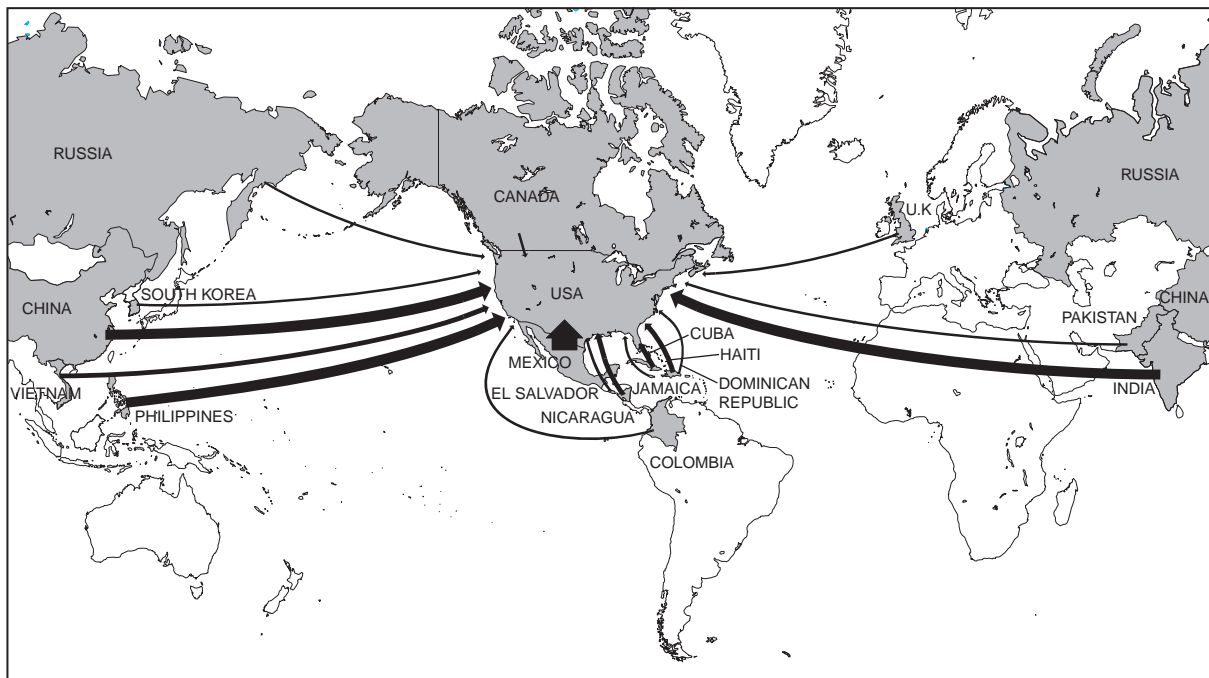 RUSSIA
CANADA
U.K
RUSSIA
CHINA
SOUTH KOREA
USA
CHINA
PAKISTAN
CUBA
MEXICO
HAITI
VIETNAM
EL SALVADOR
JAMAICA
DOMINICAN
REPUBLIC
INDIA
PHILIPPINES
NICARAGUA
COLOMBIA